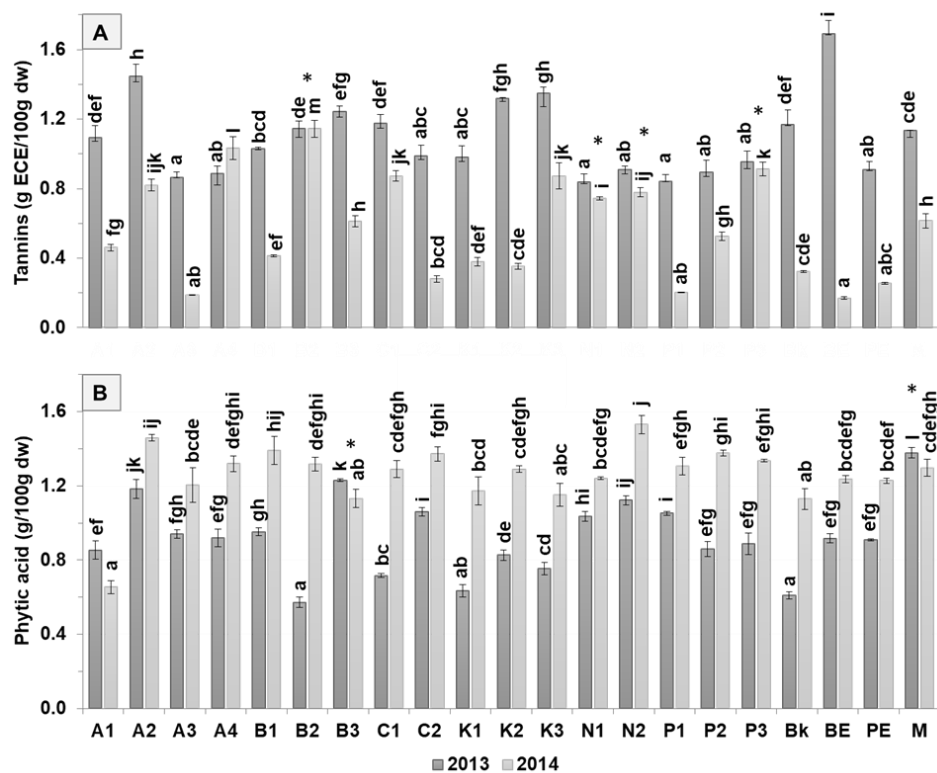 A
Tannins (g ECE/100g dw)
1.6
1.2
0.8
0.4
0.0
def fg h ijk a ab ab l bcd ef de * m efg h def jk abc bcd abc def fgh cde gh jk a * i ab * ij a ab ab gh ab * k def cde i a ab abc cde h
B
Phytic acid (g/100g dw)
1.6
1.2
0.8
0.4
0.0
ef a jk ij fgh bcde efg defghi gh hij a defghi k * ab bc cdefgh i fghi ab bcd de cdefgh cd abc hi bcdefg ij j i efgh efg ghi efg efghi a ab efg bcdefg efg bcdef * l cdefgh
A1 A2 A3 A4 B1 B2 B3 C1 C2 K1 K2 K3 N1 N2 P1 P2 P3 Bk BE PE M
2013 2014